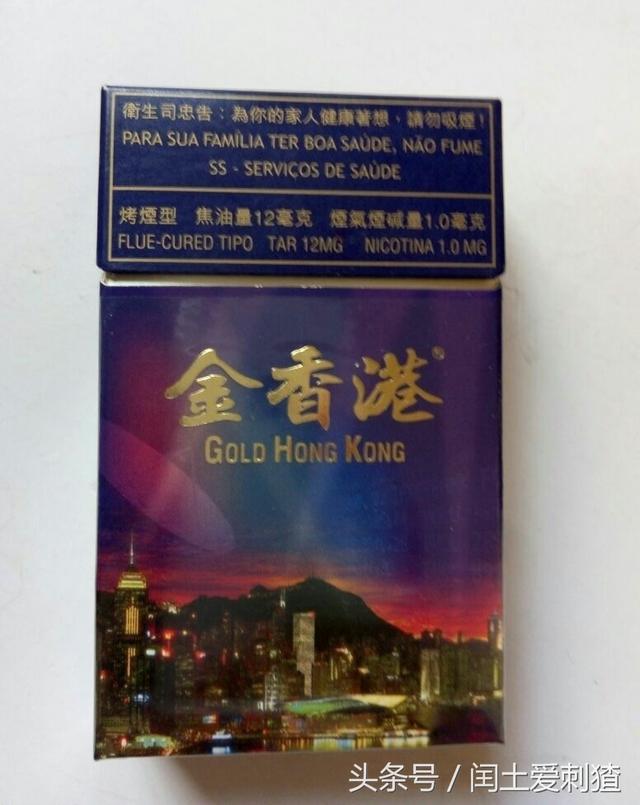 衛生司忠告：為你的家人健康著想，請勿吸煙！
PARA SUA FAMÍLIA TER BOA SAÚDE, NÃO FUME
SS - SERVIÇOS DE SAÚDE
烤煙型 焦油量12毫克 煙氣煙碱量1.0毫克
FLUE-CURED TIPO TAR 12MG NICOTINA 1.0 MG
金香港®
GOLD HONG KONG
头条号 / 闰土爱刺猹